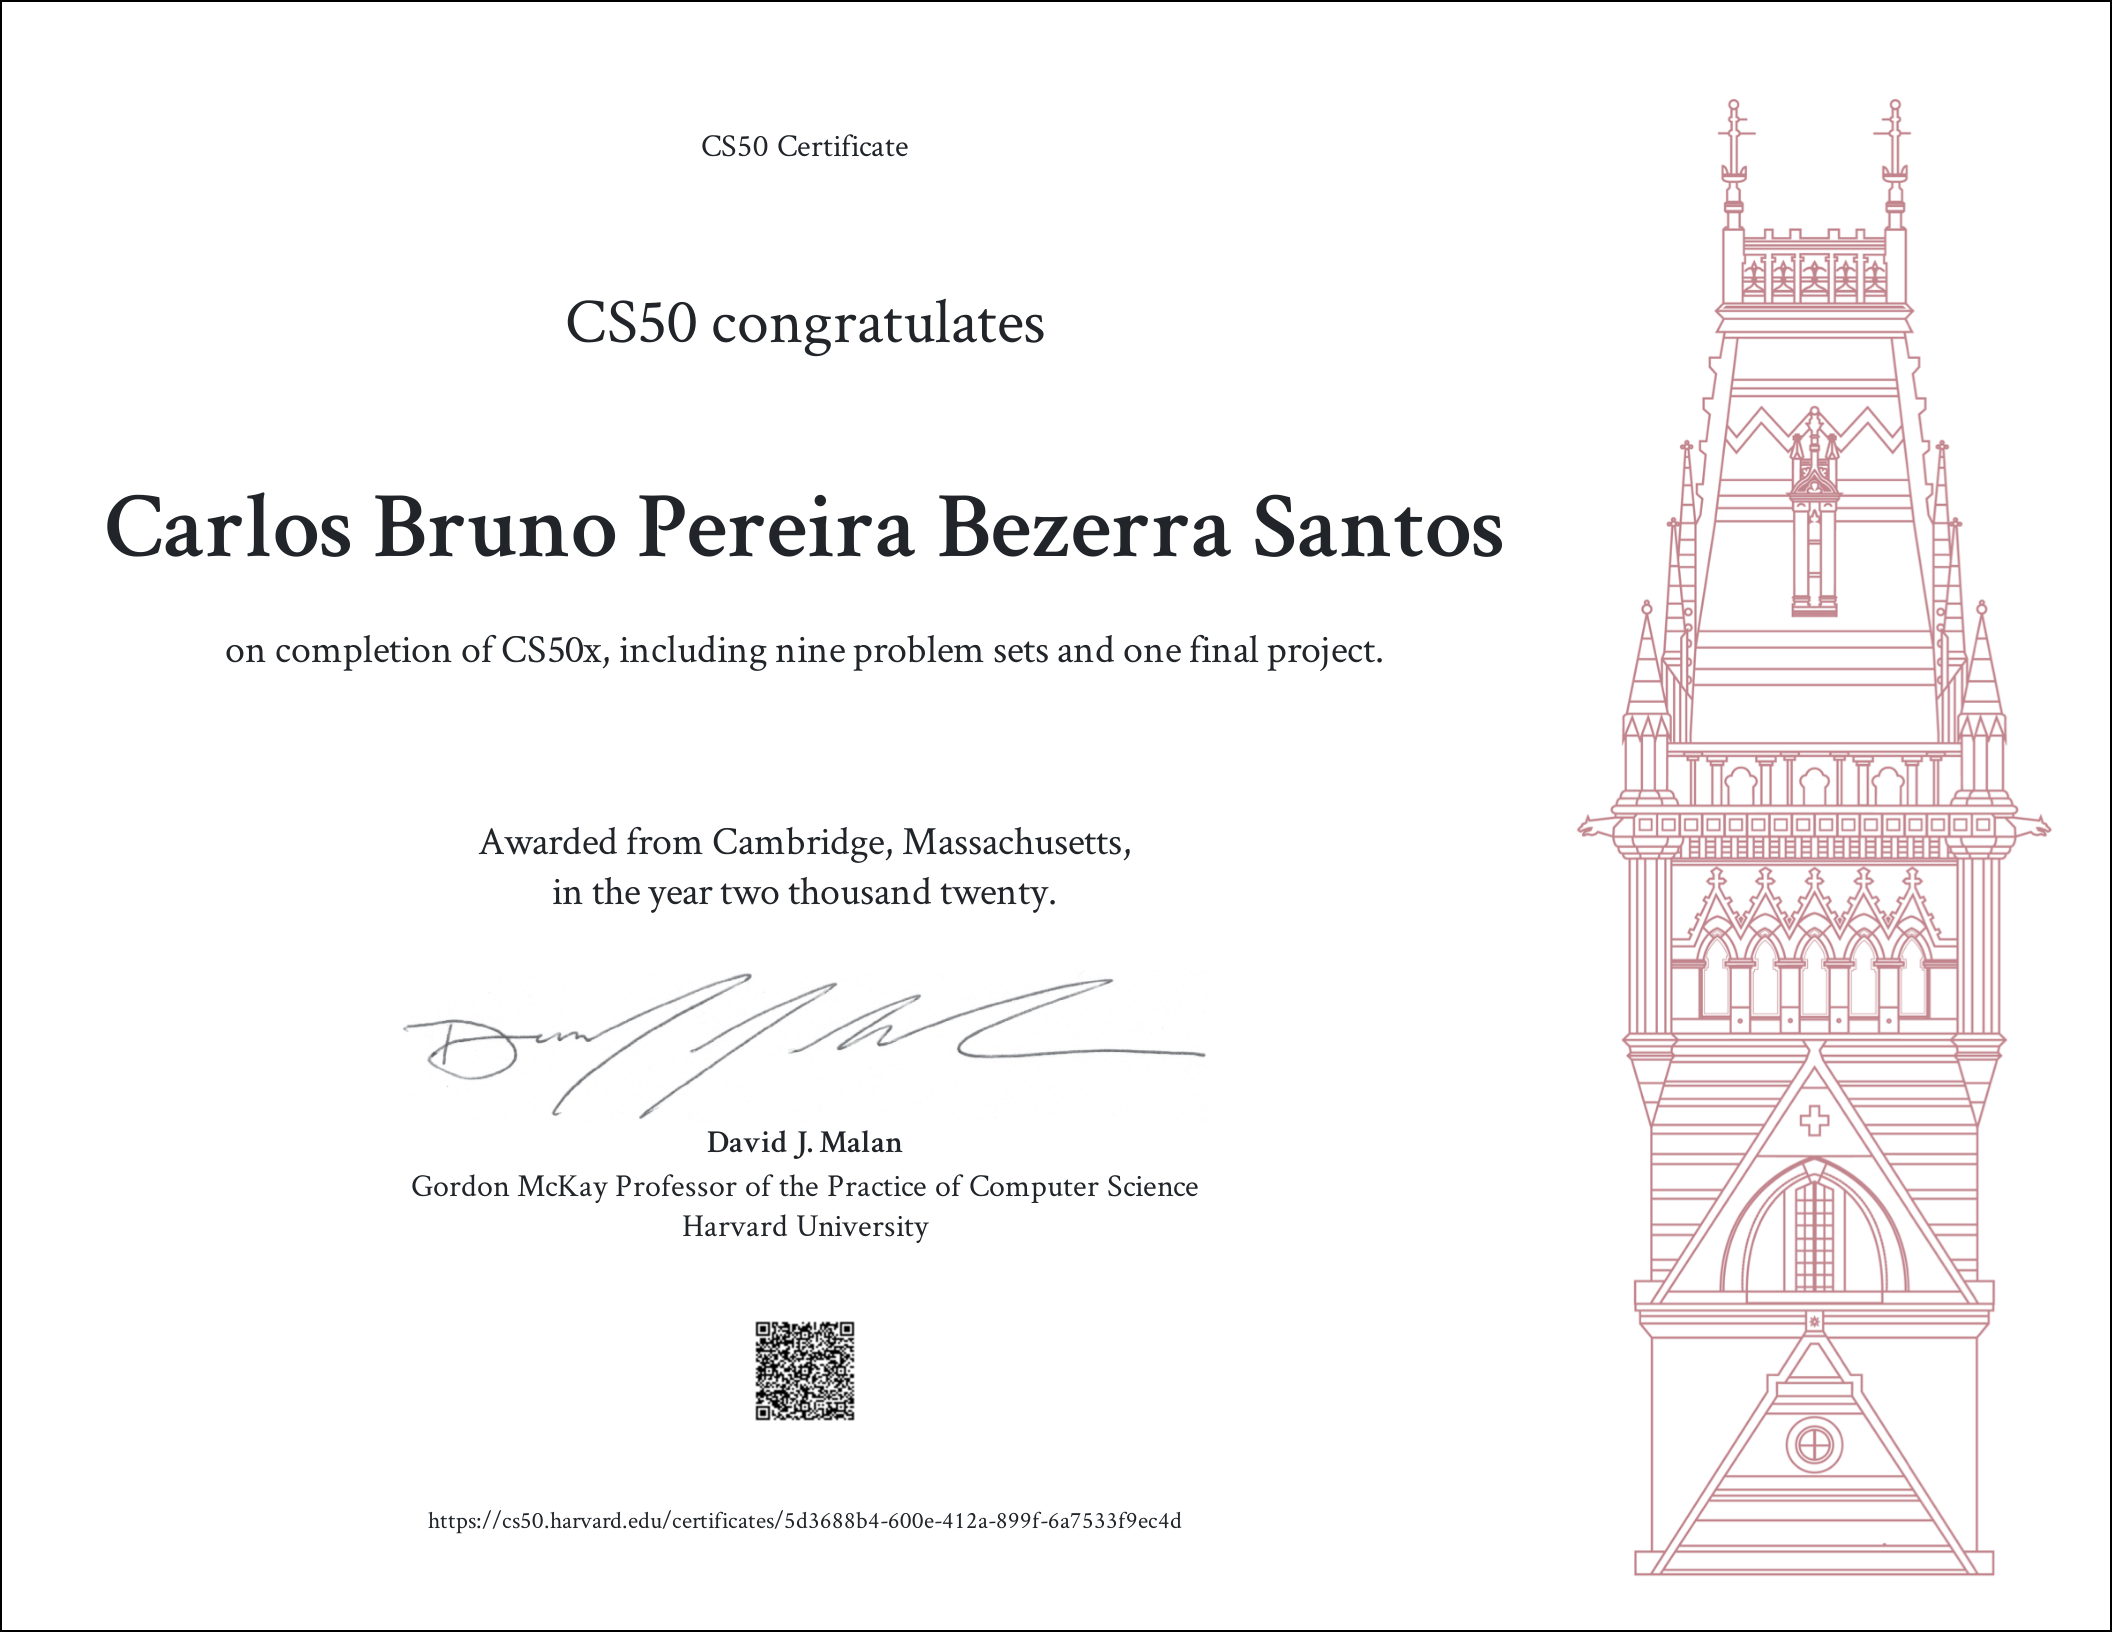 CS50 Certificate
CS50 congratulates
Carlos Bruno Pereira Bezerra Santos
on completion of CS50x, including nine problem sets and one final project.
Awarded from Cambridge, Massachusetts,
in the year two thousand twenty.
David J. Malan
Gordon McKay Professor of the Practice of Computer Science
Harvard University
https://cs50.harvard.edu/certificates/5d3688b4-600e-412a-899f-6a7533f9ec4d